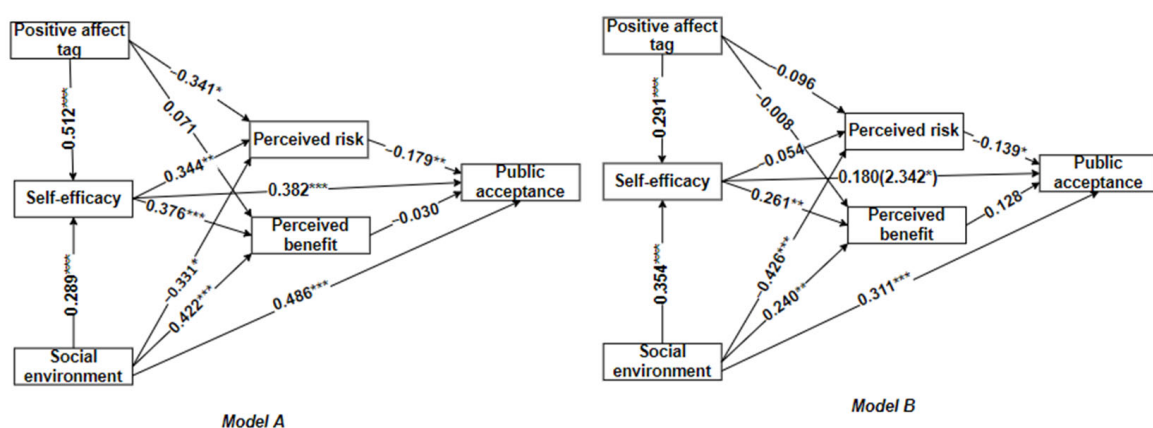 Positive affect
tag
−0.341*
0.071
0.512***
Perceived risk
0.344**
−0.179**
Public
acceptance
Self-efficacy
0.382***
0.376***
−0.030
Perceived
benefit
0.289***
−0.331*
0.422***
0.486***
Social
environment
Model A
Positive affect
tag
−0.096
−0.008
0.291***
Perceived risk
−0.054
−0.139*
Public
acceptance
Self-efficacy
0.180(2.342*)
0.261**
0.128
Perceived
benefit
0.354***
−0.426***
0.240**
0.311***
Social
environment
Model B